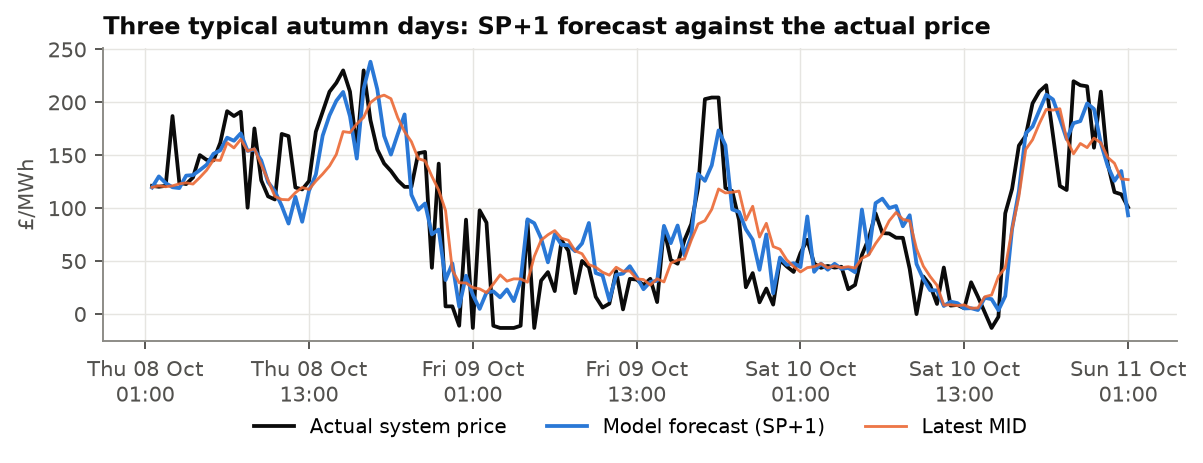 Three typical autumn days: SP+1 forecast against the actual price
£/MWh
250
200
150
100
50
0
Thu 08 Oct
01:00
Thu 08 Oct
13:00
Fri 09 Oct
01:00
Fri 09 Oct
13:00
Sat 10 Oct
01:00
Sat 10 Oct
13:00
Sun 11 Oct
01:00
Actual system price
Model forecast (SP+1)
Latest MID